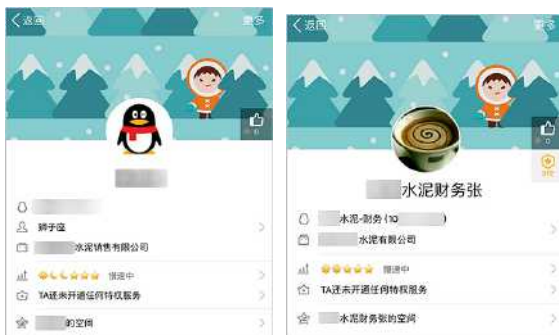 返回
更多
狮子座
水泥销售有限公司
慢速中
TA还未开通任何特权服务
的空间
返回
更多
水泥财务张
水泥-财务 (10 )
水泥有限公司
慢速中
TA还未开通任何特权服务
水泥财务张的空间